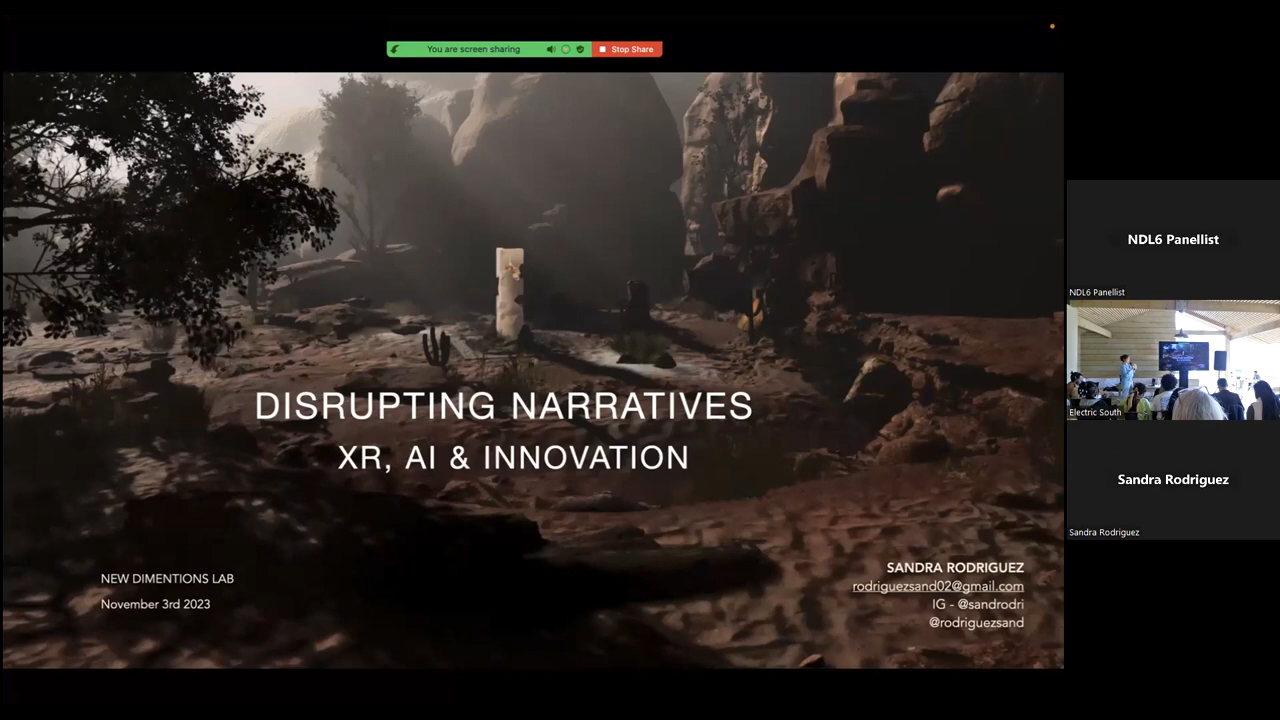 You are screen sharing
Stop Share
DISRUPTING NARRATIVES
XR, AI & INNOVATION
NEW DIMENTIONS LAB
November 3rd 2023
SANDRA RODRIGUEZ
rodriguezsand02@gmail.com
IG - @sandrodri
@rodriguezsand
NDL6 Panellist
NDL6 Panellist
Electric South
Sandra Rodriguez
Sandra Rodriguez